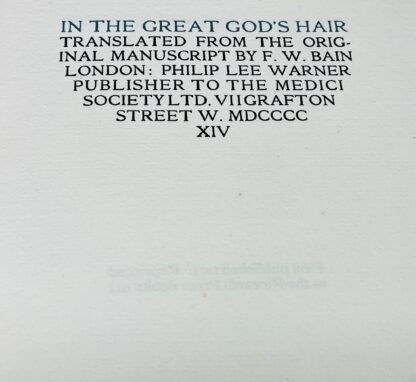 IN THE GREAT GOD'S HAIR
TRANSLATED FROM THE ORIG-
INAL MANUSCRIPT BY F. W. BAIN
LONDON: PHILIP LEE WARNER
PUBLISHER TO THE MEDICI
SOCIETY LTD. VII GRAFTON
STREET W. MDCCCC
XIV